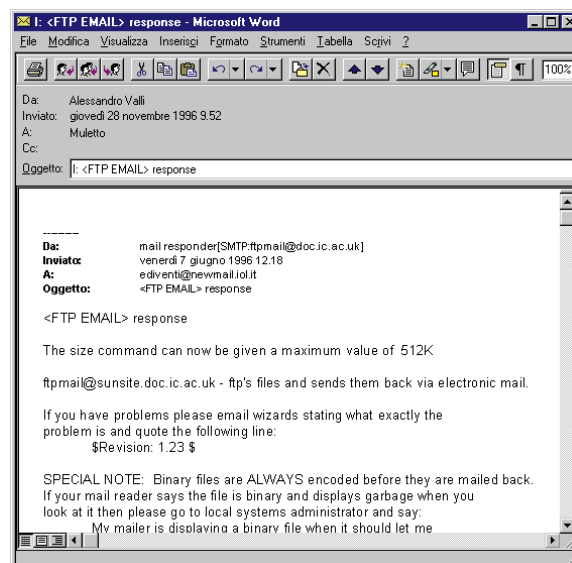 I: <FTP EMAIL> response - Microsoft Word
File Modifica Visualizza Inserisci Formato Strumenti Tabella Scrivi ?
100%
Da: Alessandro Valli
Inviato: giovedì 28 novembre 1996 9.52
A: Muletto
Cc:
Oggetto: I: <FTP EMAIL> response
------
Da: mail responder[SMTP:ftpmail@doc.ic.ac.uk]
Inviato: venerdì 7 giugno 1996 12.18
A: ediventi@newmail.iol.it
Oggetto: <FTP EMAIL> response
<FTP EMAIL> response
The size command can now be given a maximum value of 512K
ftpmail@sunsite.doc.ic.ac.uk - ftp's files and sends them back via electronic mail.
If you have problems please email wizards stating what exactly the
problem is and quote the following line:
$Revision: 1.23 $
SPECIAL NOTE: Binary files are ALWAYS encoded before they are mailed back.
If your mail reader says the file is binary and displays garbage when you
look at it then please go to local systems administrator and say:
My mailer is displaying a binary file when it should let me